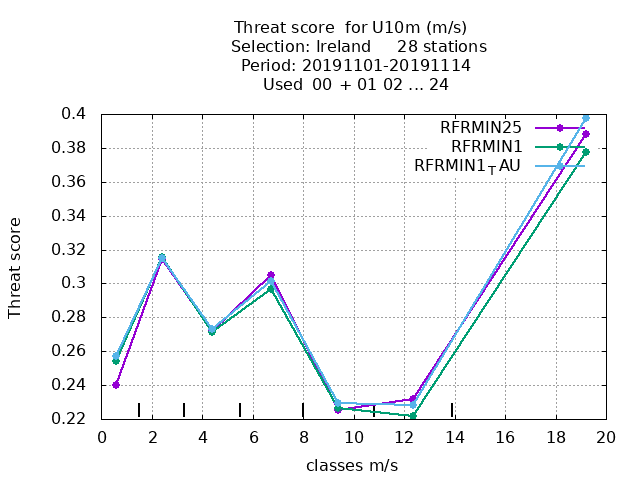 Threat score  for U10m (m/s)
Selection: Ireland     28 stations
Period: 20191101-20191114
Used  00  + 01 02 ... 24
Threat score
0.4
0.38
0.36
0.34
0.32
0.3
0.28
0.26
0.24
0.22
RFRMIN25
RFRMIN1
RFRMIN1TAU
0 2 4 6 8 10 12 14 16 18 20
classes m/s